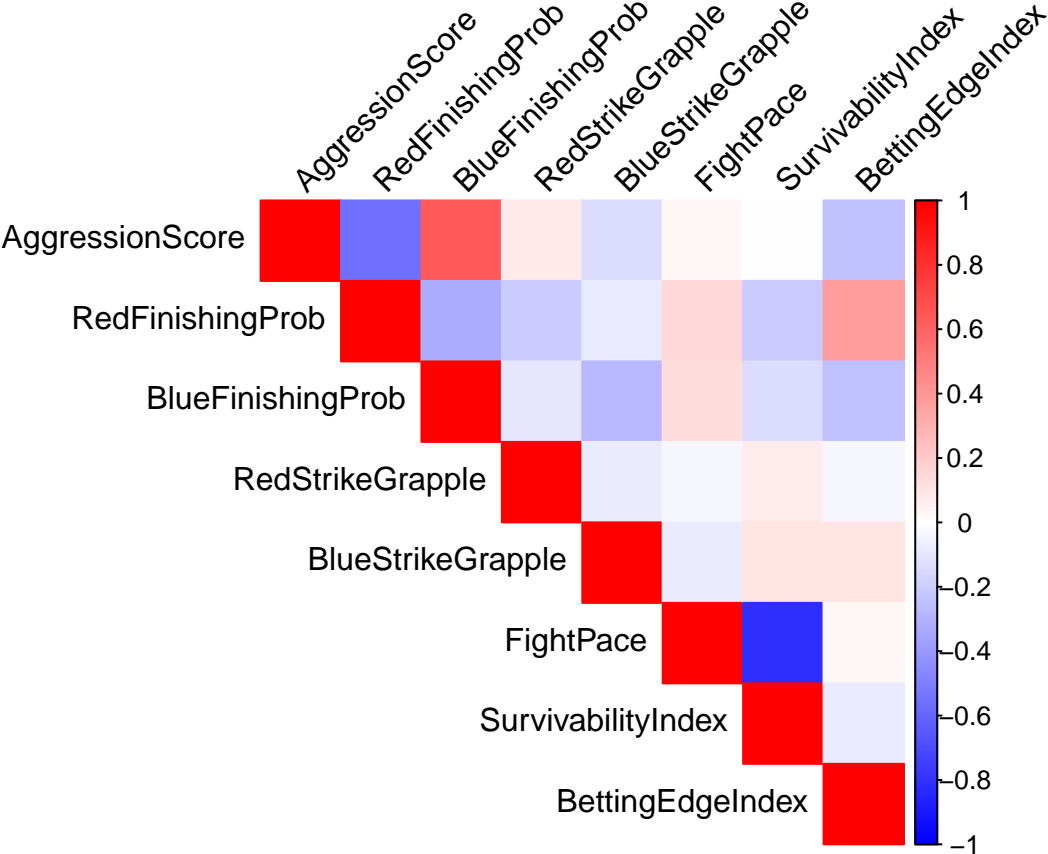 AggressionScore
RedFinishingProb
BlueFinishingProb
RedStrikeGrapple
BlueStrikeGrapple
FightPace
SurvivabilityIndex
BettingEdgeIndex
AggressionScore
RedFinishingProb
BlueFinishingProb
RedStrikeGrapple
BlueStrikeGrapple
FightPace
SurvivabilityIndex
BettingEdgeIndex
1
0.8
0.6
0.4
0.2
0
−0.2
−0.4
−0.6
−0.8
−1